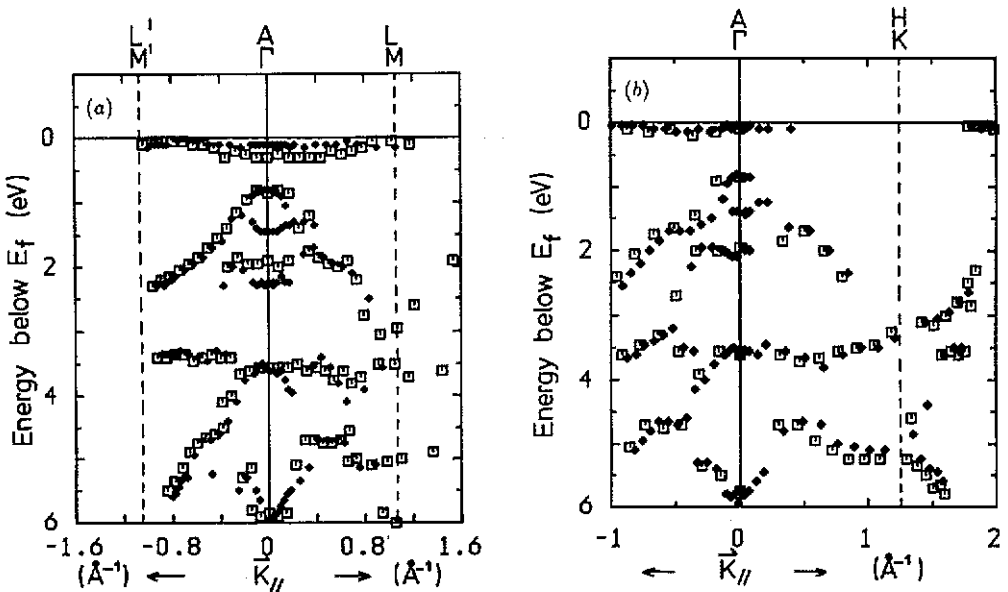 L' A L
M' Γ M
(a)
Energy below E_f (eV)
0
2
4
6
-1.6 -0.8 0 0.8 1.6
(Å⁻¹) ← K⃗// → (Å⁻¹)
A H
Γ K
(b)
Energy below E_f (eV)
0
2
4
6
-1 0 1 2
← K⃗// → (Å⁻¹)